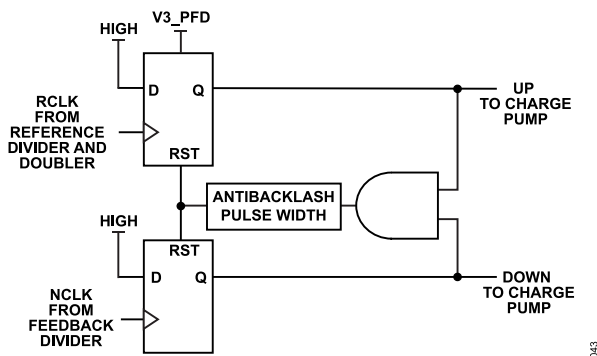 HIGH
V3_PFD
D
Q
RCLK
FROM
REFERENCE
DIVIDER AND
DOUBLER
RST
UP
TO CHARGE
PUMP
ANTIBACKLASH
PULSE WIDTH
HIGH
RST
D
Q
NCLK
FROM
FEEDBACK
DIVIDER
DOWN
TO CHARGE
PUMP
043